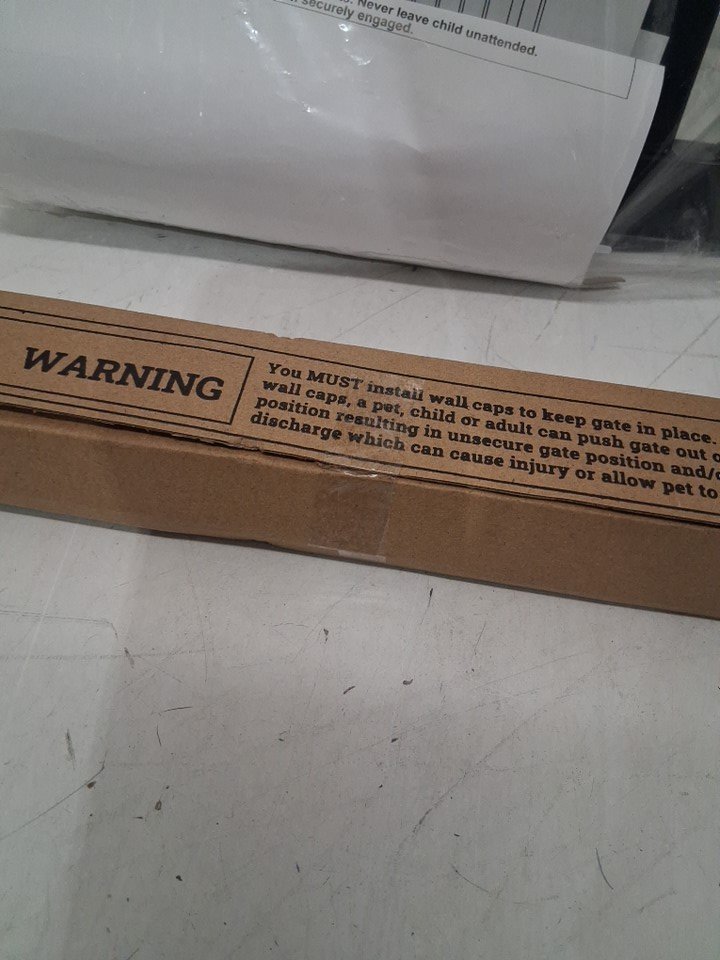 Never leave child unattended.
securely engaged.
WARNING
You MUST install wall caps to keep gate in place.
wall caps, a pet, child or adult can push gate out
position resulting in unsecure gate position and/
discharge which can cause injury or allow pet to